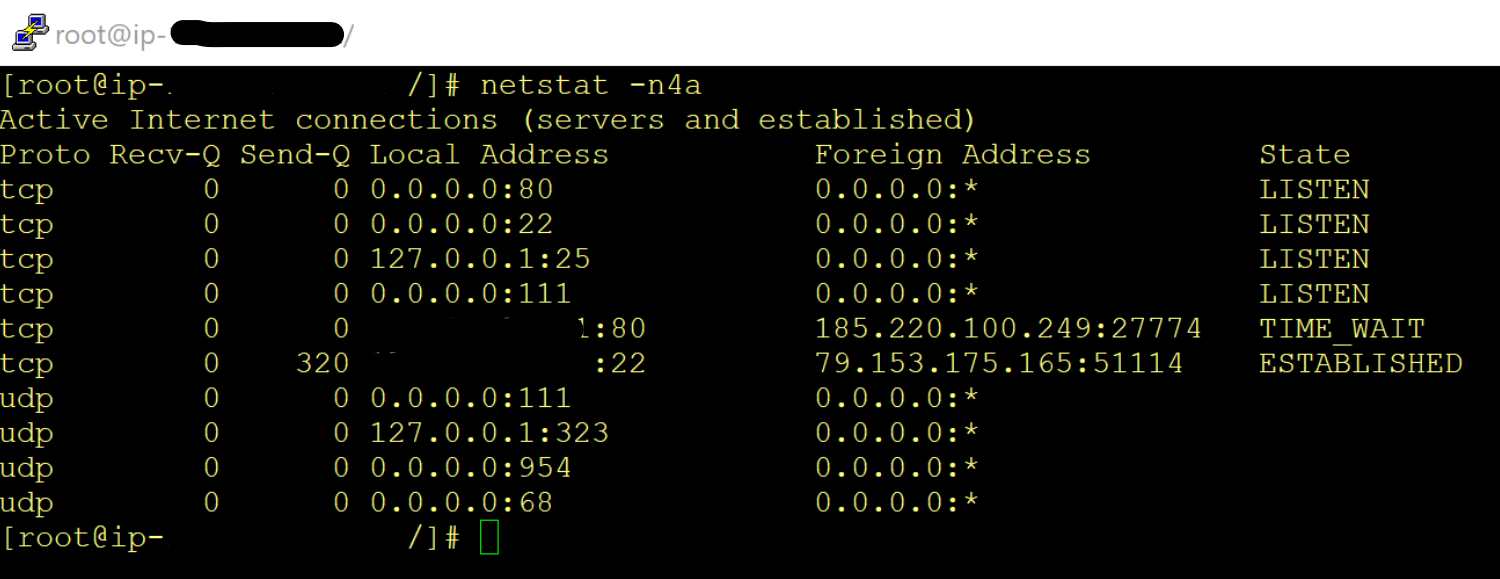 root@ip- /
[root@ip- /]# netstat -n4a
Active Internet connections (servers and established)
Proto Recv-Q Send-Q Local Address Foreign Address State
tcp 0 0 0.0.0.0:80 0.0.0.0:* LISTEN
tcp 0 0 0.0.0.0:22 0.0.0.0:* LISTEN
tcp 0 0 127.0.0.1:25 0.0.0.0:* LISTEN
tcp 0 0 0.0.0.0:111 0.0.0.0:* LISTEN
tcp 0 0 :80 185.220.100.249:27774 TIME_WAIT
tcp 0 320 :22 79.153.175.165:51114 ESTABLISHED
udp 0 0 0.0.0.0:111 0.0.0.0:*
udp 0 0 127.0.0.1:323 0.0.0.0:*
udp 0 0 0.0.0.0:954 0.0.0.0:*
udp 0 0 0.0.0.0:68 0.0.0.0:*
[root@ip- /]#